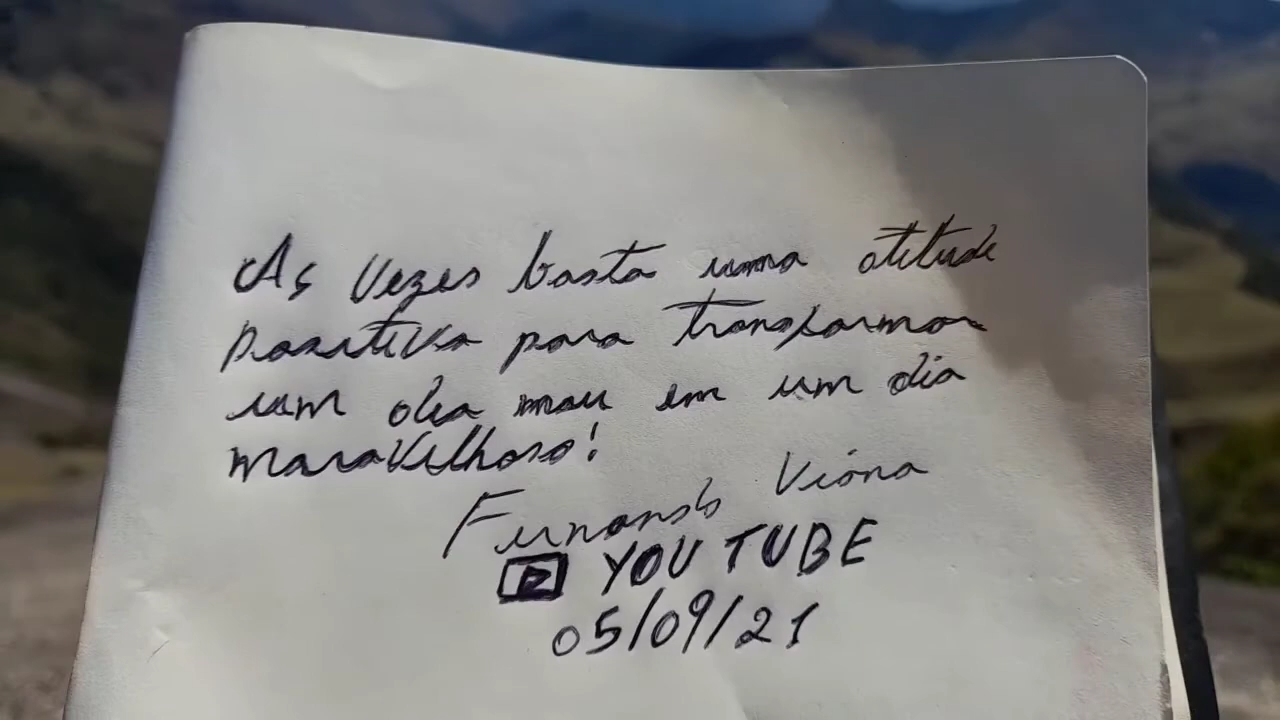 As vezes basta uma atitude
positiva para transformar
um dia mau em um dia
maravilhoso!
Fernando Viana
YOUTUBE
05/09/21